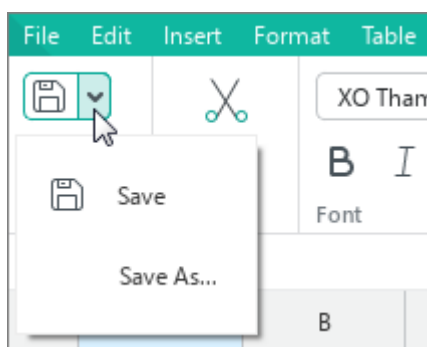 File Edit Insert Format Table
XO Tham
B I
Font
Save
Save As...
B